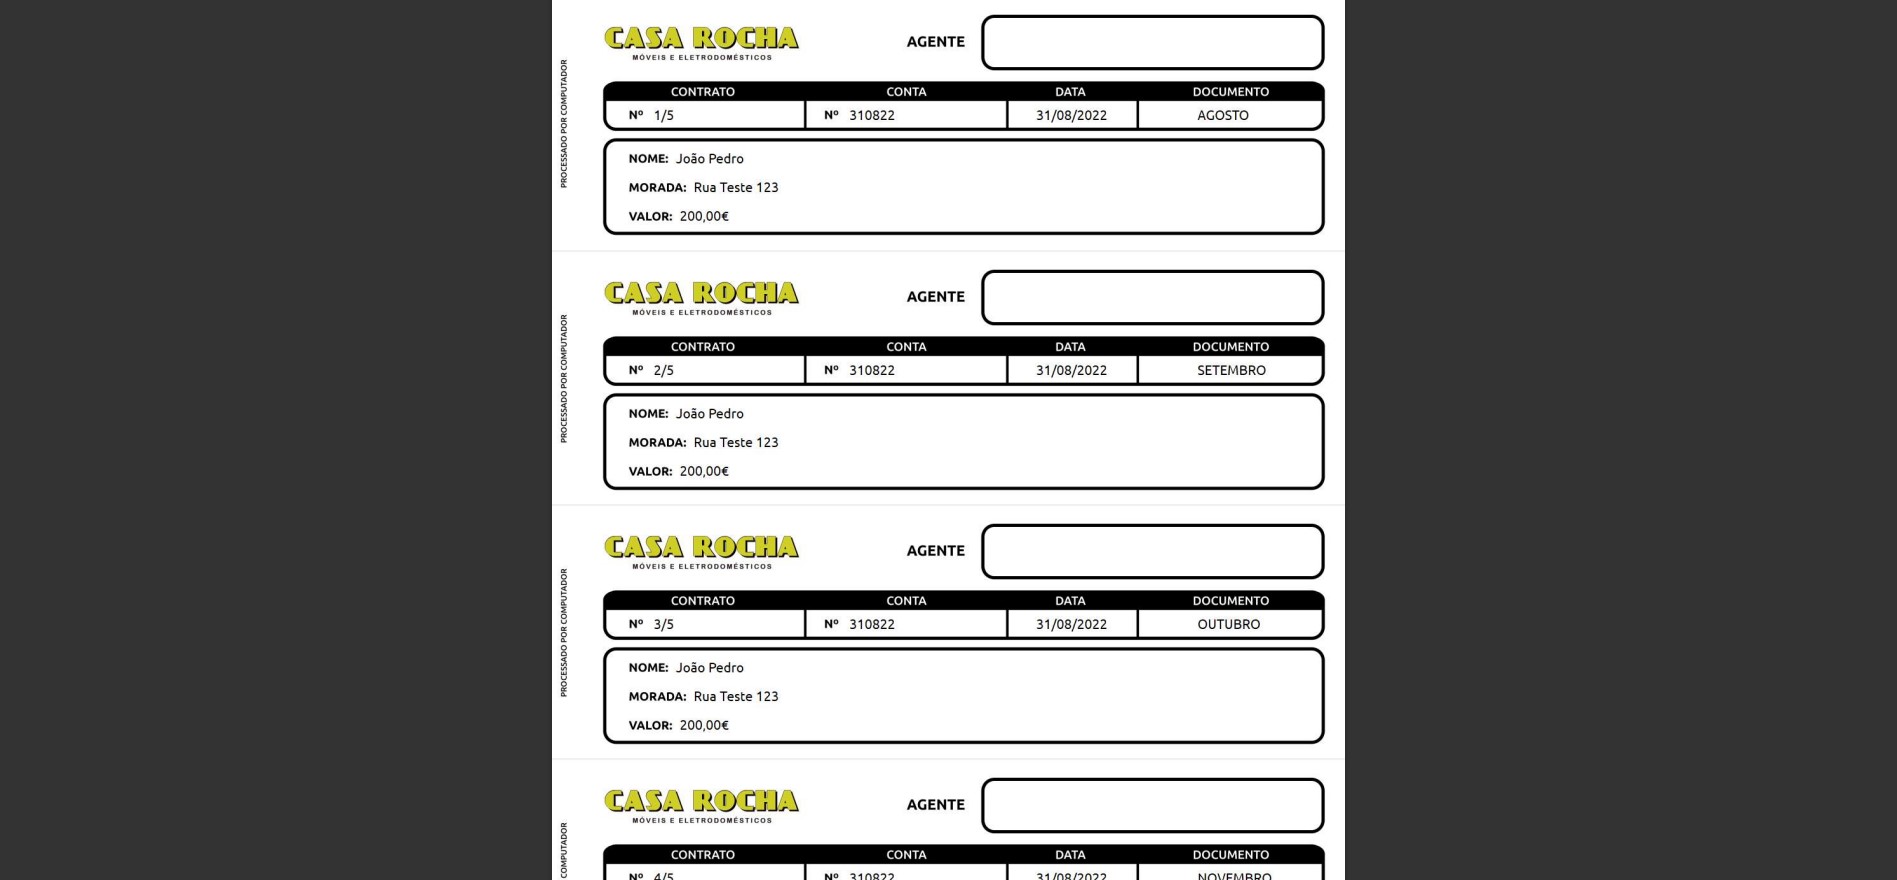 CASA ROCHA
MÓVEIS E ELETRODOMÉSTICOS
AGENTE
PROCESSADO POR COMPUTADOR
CONTRATO CONTA DATA DOCUMENTO
Nº 1/5 Nº 310822 31/08/2022 AGOSTO
NOME: João Pedro
MORADA: Rua Teste 123
VALOR: 200,00€
CASA ROCHA
MÓVEIS E ELETRODOMÉSTICOS
AGENTE
PROCESSADO POR COMPUTADOR
CONTRATO CONTA DATA DOCUMENTO
Nº 2/5 Nº 310822 31/08/2022 SETEMBRO
NOME: João Pedro
MORADA: Rua Teste 123
VALOR: 200,00€
CASA ROCHA
MÓVEIS E ELETRODOMÉSTICOS
AGENTE
PROCESSADO POR COMPUTADOR
CONTRATO CONTA DATA DOCUMENTO
Nº 3/5 Nº 310822 31/08/2022 OUTUBRO
NOME: João Pedro
MORADA: Rua Teste 123
VALOR: 200,00€
CASA ROCHA
MÓVEIS E ELETRODOMÉSTICOS
AGENTE
COMPUTADOR
CONTRATO CONTA DATA DOCUMENTO
Nº 4/5 Nº 310822 31/08/2022 NOVEMBRO